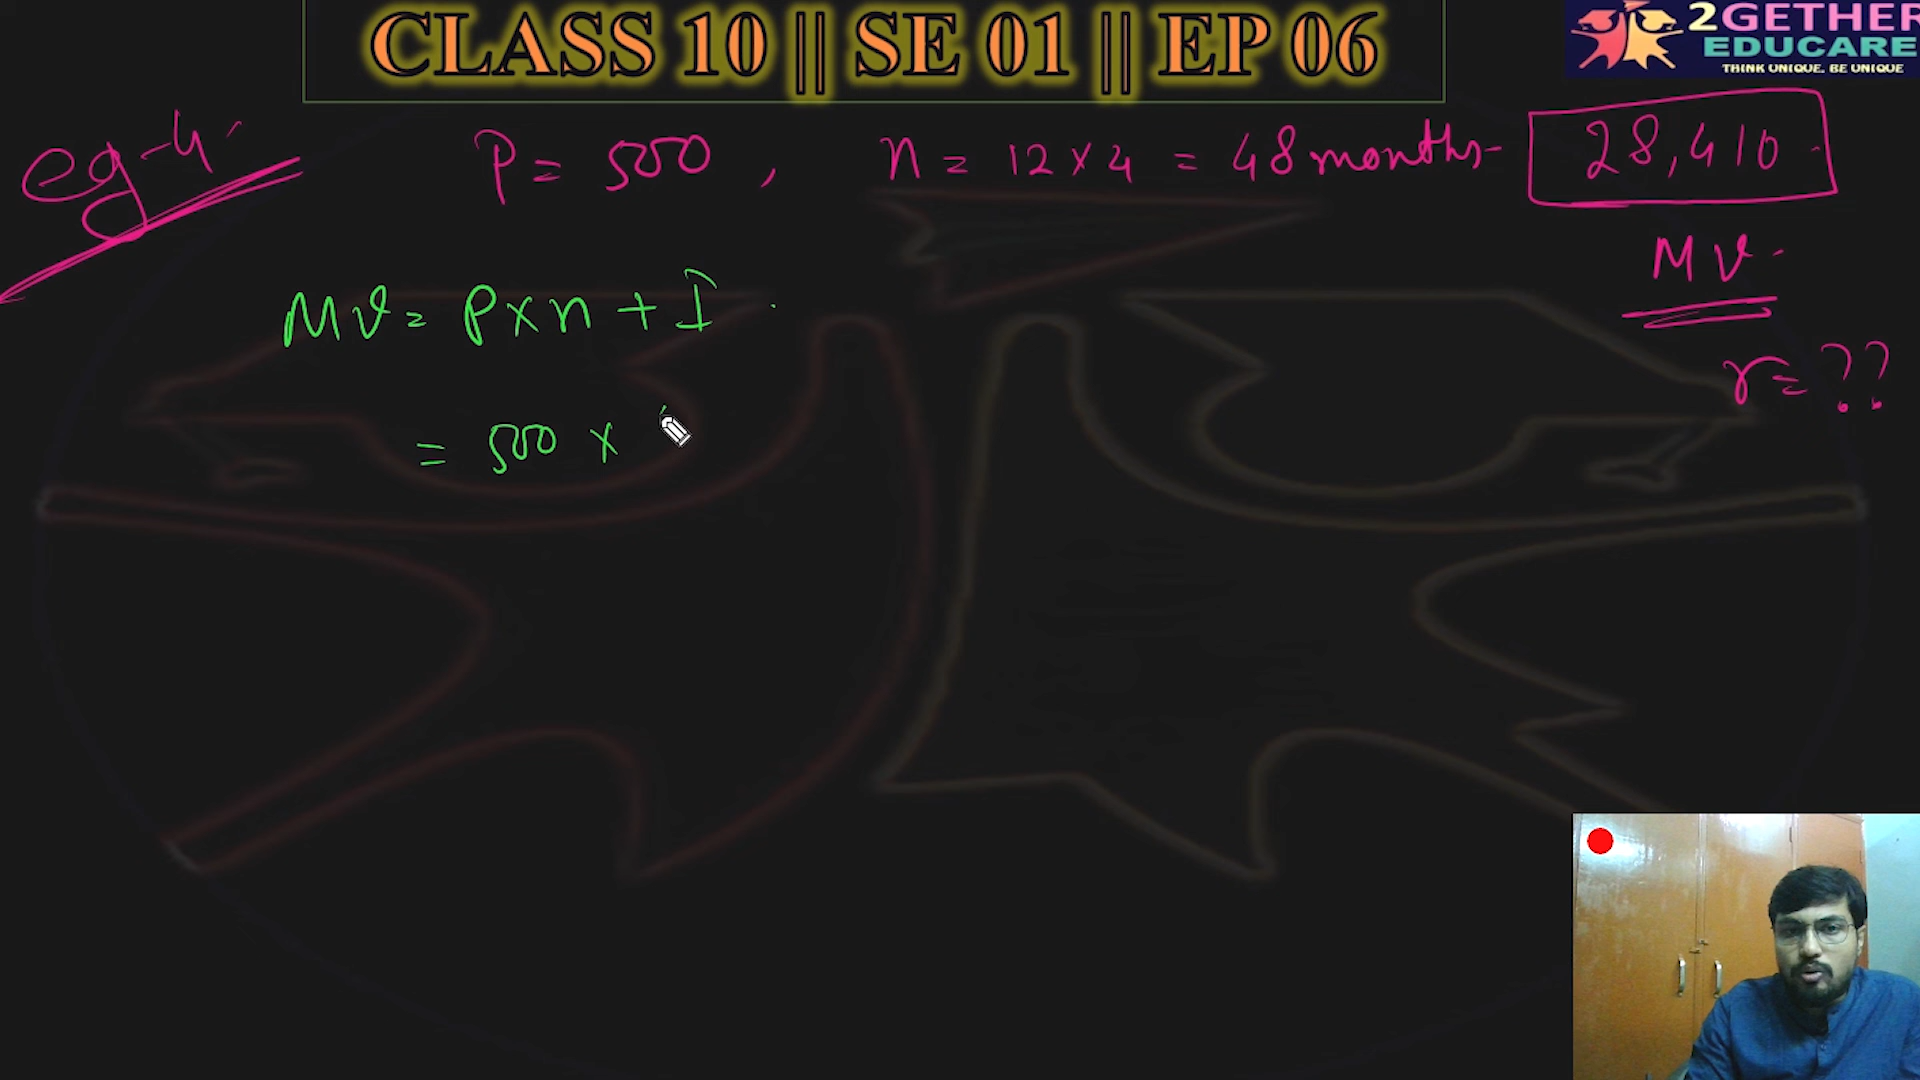 CLASS 10 || SE 01 || EP 06
2GETHER
EDUCARE
THINK UNIQUE, BE UNIQUE
eg-4
P = 500, n = 12 x 4 = 48 months
28,410
MV
r = ??
MV = P x n + I
= 500 x